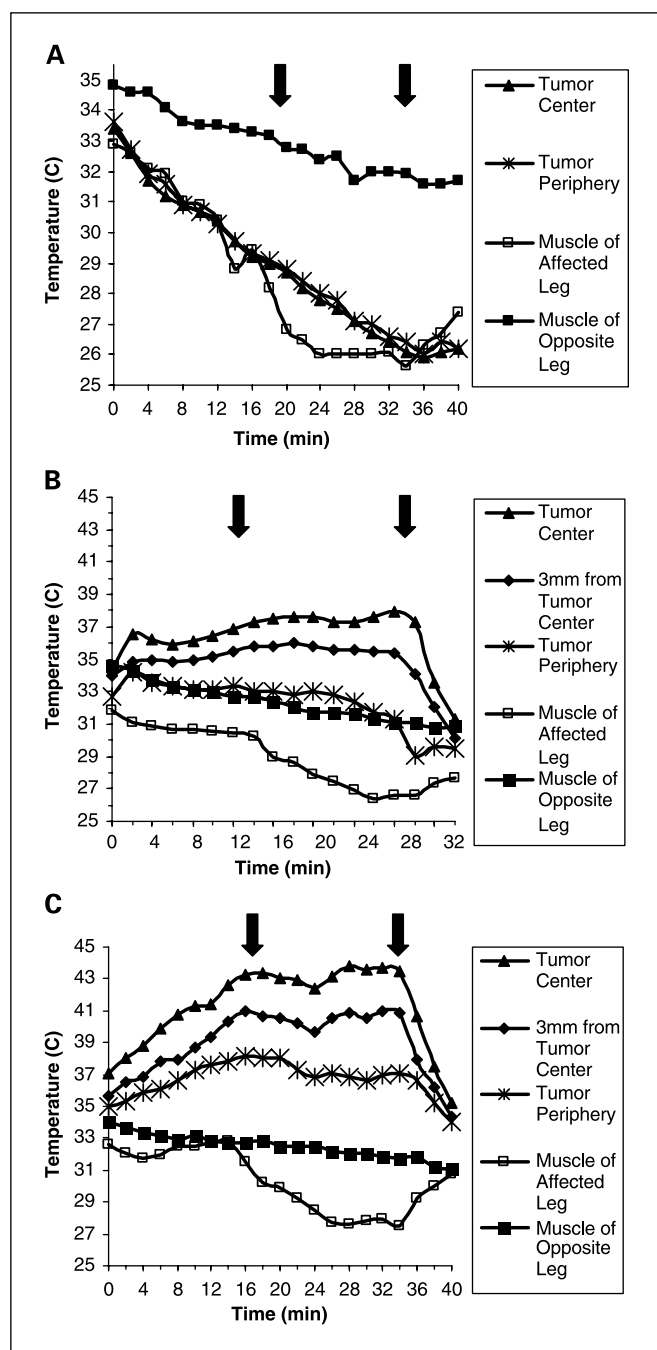 A
35
34
33
32
31
30
29
28
27
26
25
Temperature (C)
0 4 8 12 16 20 24 28 32 36 40
Time (min)
Tumor
Center
Tumor
Periphery
Muscle of
Affected
Leg
Muscle of
Opposite
Leg
B
45
43
41
39
37
35
33
31
29
27
25
Temperature (C)
0 4 8 12 16 20 24 28 32
Time (min)
Tumor
Center
3mm from
Tumor
Center
Tumor
Periphery
Muscle of
Affected
Leg
Muscle of
Opposite
Leg
C
45
43
41
39
37
35
33
31
29
27
25
Temperature (C)
0 4 8 12 16 20 24 28 32 36 40
Time (min)
Tumor
Center
3mm from
Tumor
Center
Tumor
Periphery
Muscle of
Affected
Leg
Muscle of
Opposite
Leg